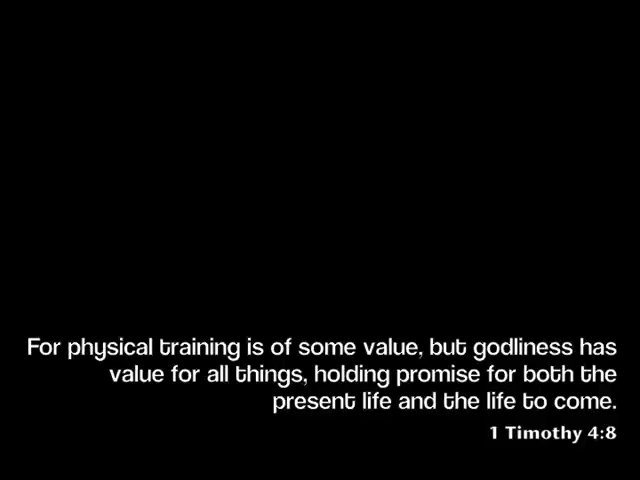 For physical training is of some value, but godliness has
value for all things, holding promise for both the
present life and the life to come.
1 Timothy 4:8